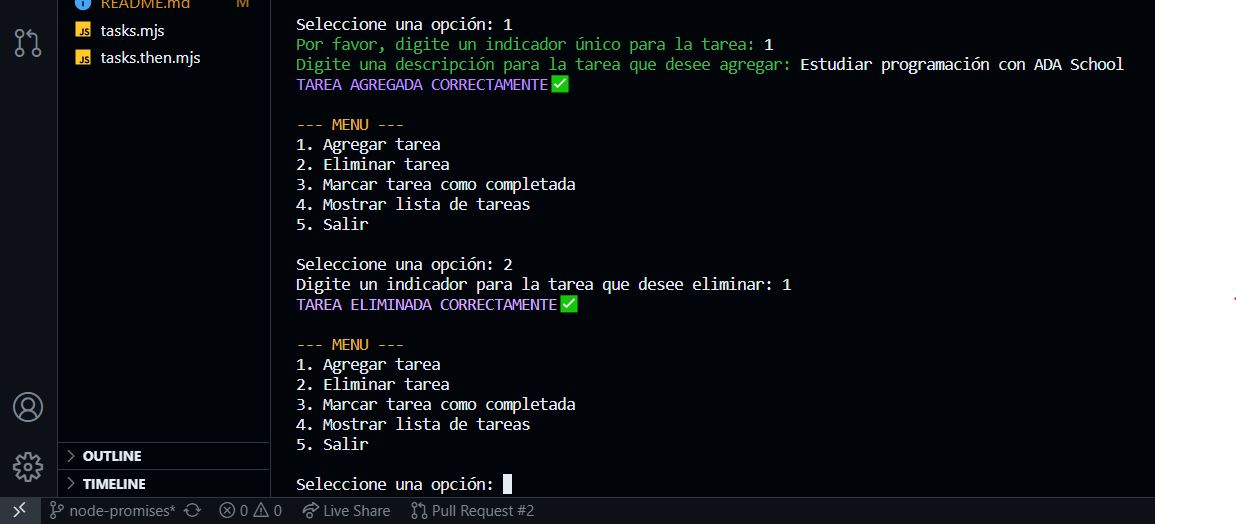 README.md M
JS tasks.mjs
JS tasks.then.mjs
OUTLINE
TIMELINE
Seleccione una opción: 1
Por favor, digite un indicador único para la tarea: 1
Digite una descripción para la tarea que desee agregar: Estudiar programación con ADA School
TAREA AGREGADA CORRECTAMENTE✅
--- MENU ---
1. Agregar tarea
2. Eliminar tarea
3. Marcar tarea como completada
4. Mostrar lista de tareas
5. Salir
Seleccione una opción: 2
Digite un indicador para la tarea que desee eliminar: 1
TAREA ELIMINADA CORRECTAMENTE✅
--- MENU ---
1. Agregar tarea
2. Eliminar tarea
3. Marcar tarea como completada
4. Mostrar lista de tareas
5. Salir
Seleccione una opción:
node-promises* 0 0 Live Share Pull Request #2